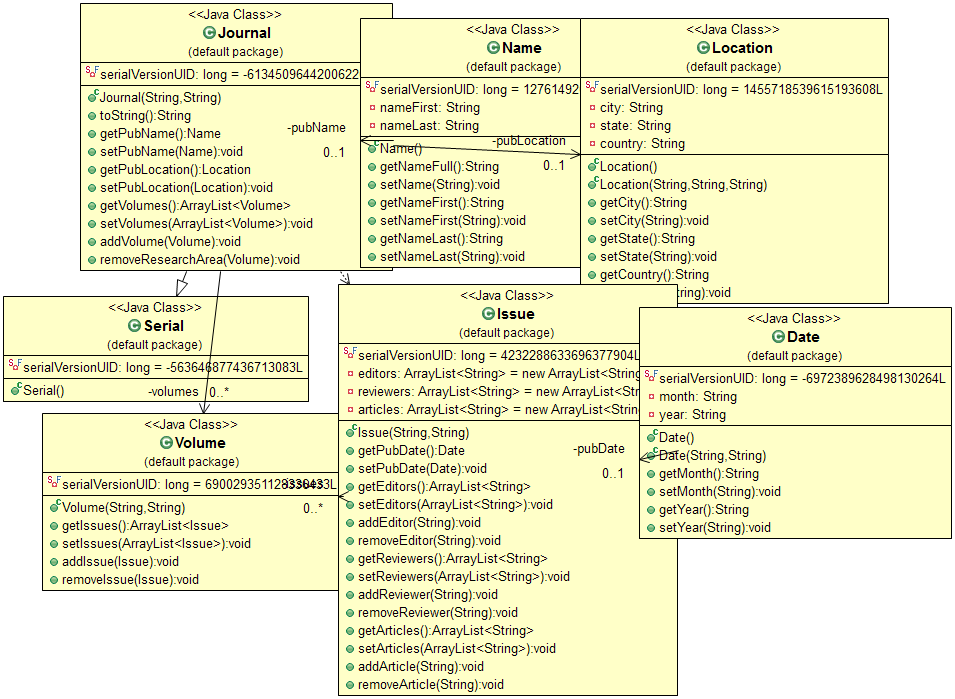 <<Java Class>>
Journal
(default package)
serialVersionUID: long = -6134509644200622
Journal(String,String)
toString():String
getPubName():Name
setPubName(Name):void
getPubLocation():Location
setPubLocation(Location):void
getVolumes():ArrayList<Volume>
setVolumes(ArrayList<Volume>):void
addVolume(Volume):void
removeResearchArea(Volume):void
-pubName
0..1
<<Java Class>>
Name
(default package)
serialVersionUID: long = 12761492
nameFirst: String
nameLast: String
Name()
getNameFull():String
setName(String):void
getNameFirst():String
setNameFirst(String):void
getNameLast():String
setNameLast(String):void
-pubLocation
0..1
<<Java Class>>
Location
(default package)
serialVersionUID: long = 1455718539615193608L
city: String
state: String
country: String
Location()
Location(String,String,String)
getCity():String
setCity(String):void
getState():String
setState(String):void
getCountry():String
tring):void
<<Java Class>>
Serial
(default package)
serialVersionUID: long = -563646877436713083L
Serial()
-volumes
0..*
<<Java Class>>
Volume
(default package)
serialVersionUID: long =
Volume(String,String)
getIssues():ArrayList<Issue>
setIssues(ArrayList<Issue>):void
addIssue(Issue):void
removeIssue(Issue):void
0..*
<<Java Class>>
Issue
(default package)
serialVersionUID: long = 4232288633696377904L
editors: ArrayList<String> = new ArrayList<String>
reviewers: ArrayList<String> = new ArrayList<Strin
articles: ArrayList<String> = new ArrayList<String>
Issue(String,String)
getPubDate():Date
setPubDate(Date):void
getEditors():ArrayList<String>
setEditors(ArrayList<String>):void
addEditor(String):void
removeEditor(String):void
getReviewers():ArrayList<String>
setReviewers(ArrayList<String>):void
addReviewer(String):void
removeReviewer(String):void
getArticles():ArrayList<String>
setArticles(ArrayList<String>):void
addArticle(String):void
removeArticle(String):void
-pubDate
0..1
<<Java Class>>
Date
(default package)
serialVersionUID: long = -6972389628498130264L
month: String
year: String
Date()
Date(String,String)
getMonth():String
setMonth(String):void
getYear():String
setYear(String):void